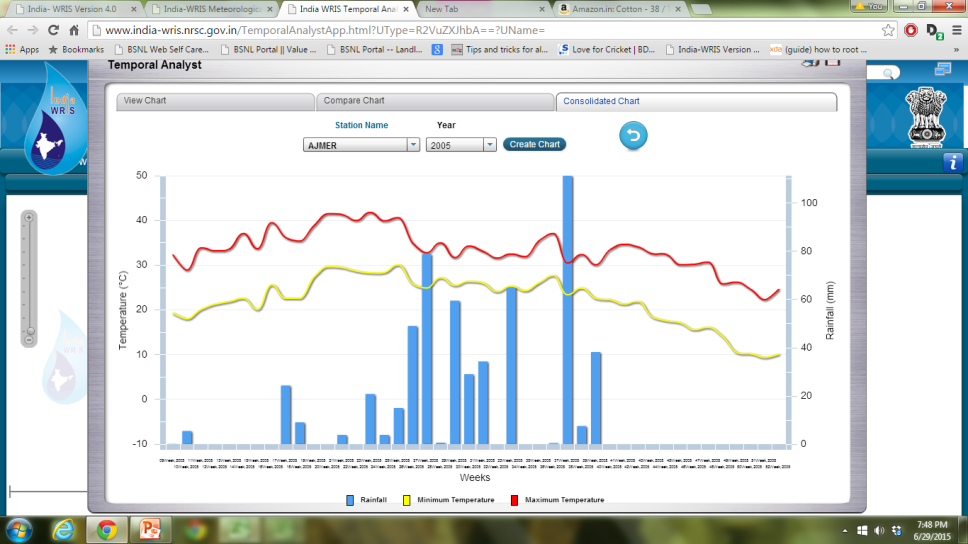 India- WRIS Version 4.0
India-WRIS Meteorologic
India WRIS Temporal Anal
New Tab
Amazon.in: Cotton - 38 /
You
www.india-wris.nrsc.gov.in/TemporalAnalystApp.html?UType=R2VuZXJhbA==?UName=
Apps
Bookmarks
BSNL Web Self Care...
BSNL Portal || Value ...
BSNL Portal -- Landl...
Tips and tricks for al...
Love for Cricket | BD...
India-WRIS Version ...
(guide) how to root ...
»
Temporal Analyst
India
WRIS
View Chart
Compare Chart
Consolidated Chart
Station Name
Year
AJMER
2005
Create Chart
Temperature (°C)
50
40
30
20
10
0
-10
100
80
60
40
20
0
Rainfall (mm)
Weeks
Rainfall
Minimum Temperature
Maximum Temperature
7:48 PM
6/29/2015